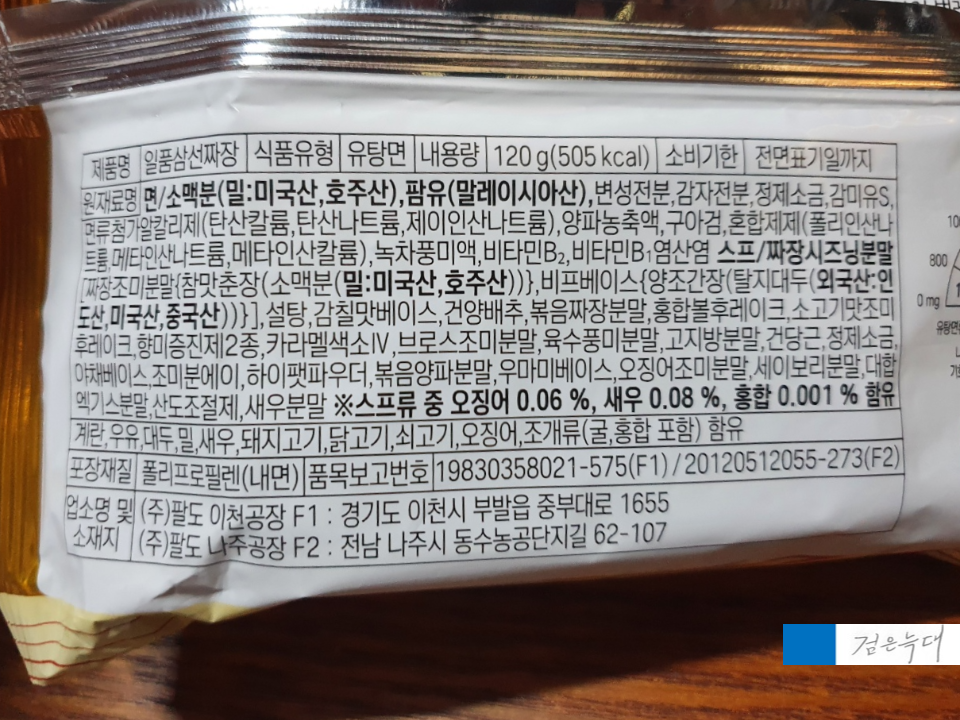 제품명 일품삼선짜장 식품유형 유탕면 내용량 120 g(505 kcal) 소비기한 전면표기일까지
원재료명 면/소맥분(밀:미국산,호주산),팜유(말레이시아산),변성전분,감자전분,정제소금,감미유S,
면류첨가알칼리제(탄산칼륨,탄산나트륨,제이인산나트륨),양파농축액,구아검,혼합제제(폴리인산나
트륨,메타인산나트륨,메타인산칼륨),녹차풍미액,비타민B₂,비타민B₁염산염 스프/짜장시즈닝분말
[짜장조미분말{참맛춘장(소맥분(밀:미국산,호주산))},비프베이스{양조간장(탈지대두(외국산:인
도산,미국산,중국산))}],설탕,감칠맛베이스,건양배추,볶음짜장분말,홍합볼후레이크,소고기맛조미
후레이크,향미증진제2종,카라멜색소IV,브로스조미분말,육수풍미분말,고지방분말,건당근,정제소금,
야채베이스,조미분에이,하이팻파우더,볶음양파분말,우마미베이스,오징어조미분말,세이보리분말,대합
엑기스분말,산도조절제,새우분말 ※스프류 중 오징어 0.06 %, 새우 0.08 %, 홍합 0.001 % 함유
계란,우유,대두,밀,새우,돼지고기,닭고기,쇠고기,오징어,조개류(굴,홍합 포함) 함유
포장재질 폴리프로필렌(내면) 품목보고번호 19830358021-575(F1) / 20120512055-273(F2)
업소명 및 소재지 (주)팔도 이천공장 F1 : 경기도 이천시 부발읍 중부대로 1655
(주)팔도 나주공장 F2 : 전남 나주시 동수농공단지길 62-107
800
0 mg
검은늑대